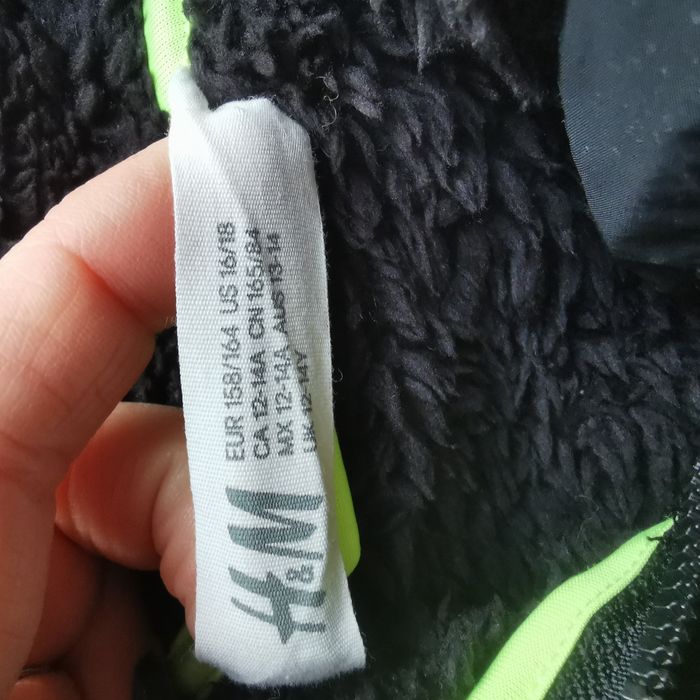 EUR 158/164 US 16/18
CA 12-14A CN 165/84
MX 12-14A AUS 13-14
UK 12-14Y
H&M